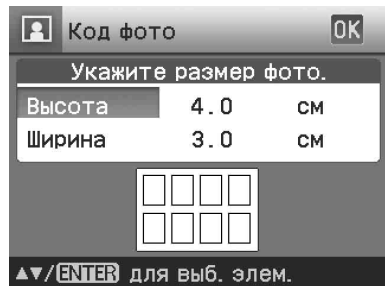 Код фото OK
Укажите размер фото.
Высота 4.0 см
Ширина 3.0 см
▲▼/ENTER для выб. элем.